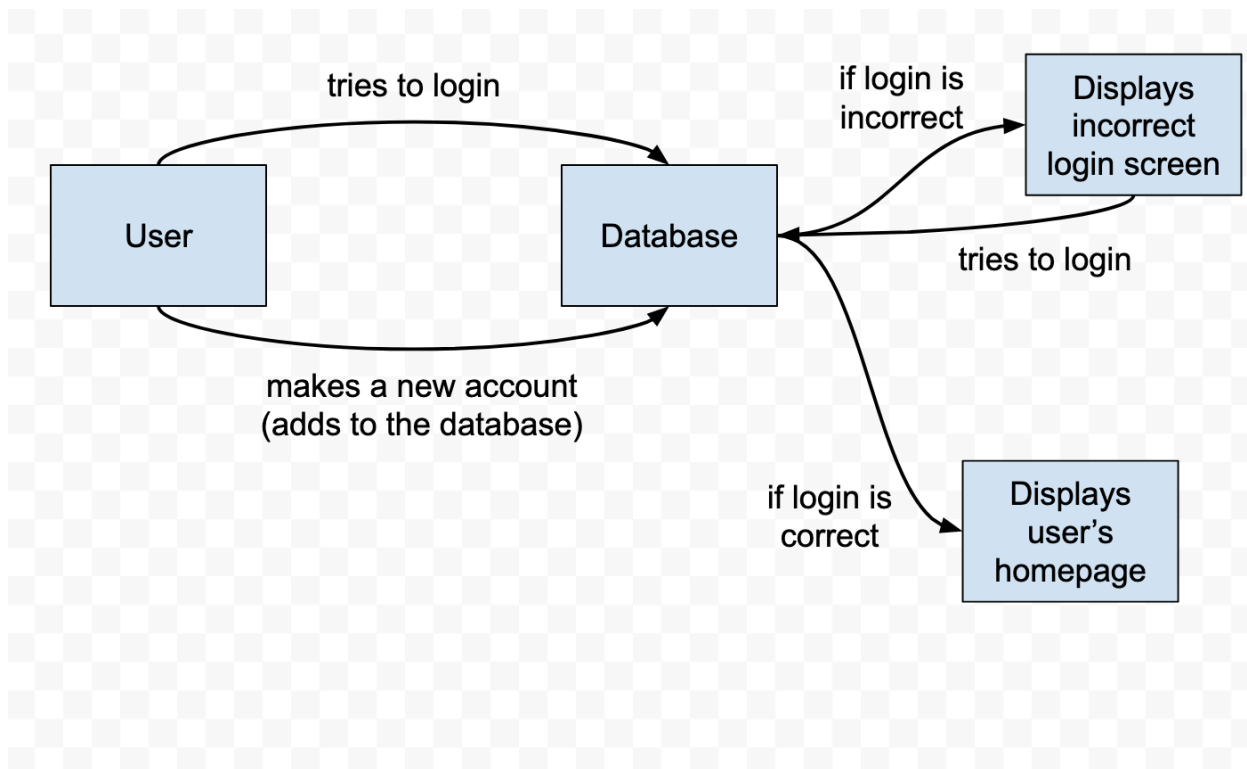 tries to login
if login is
incorrect
Displays
incorrect
login screen
User
Database
tries to login
makes a new account
(adds to the database)
if login is
correct
Displays
user’s
homepage